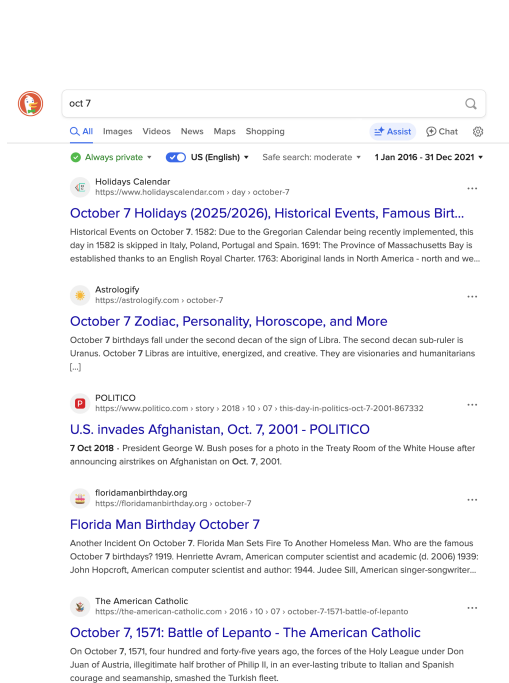 oct 7
All Images Videos News Maps Shopping Assist Chat
Always private US (English) Safe search: moderate 1 Jan 2016 - 31 Dec 2021
Holidays Calendar
https://www.holidayscalendar.com › day › october-7
October 7 Holidays (2025/2026), Historical Events, Famous Birt...
Historical Events on October 7. 1582: Due to the Gregorian Calendar being recently implemented, this
day in 1582 is skipped in Italy, Poland, Portugal and Spain. 1691: The Province of Massachusetts Bay is
established thanks to an English Royal Charter. 1763: Aboriginal lands in North America - north and we...
Astrologify
https://astrologify.com › october-7
October 7 Zodiac, Personality, Horoscope, and More
October 7 birthdays fall under the second decan of the sign of Libra. The second decan sub-ruler is
Uranus. October 7 Libras are intuitive, energized, and creative. They are visionaries and humanitarians
[...]
POLITICO
https://www.politico.com › story › 2018 › 10 › 07 › this-day-in-politics-oct-7-2001-867332
U.S. invades Afghanistan, Oct. 7, 2001 - POLITICO
7 Oct 2018 - President George W. Bush poses for a photo in the Treaty Room of the White House after
announcing airstrikes on Afghanistan on Oct. 7, 2001.
floridamanbirthday.org
https://floridamanbirthday.org › october-7
Florida Man Birthday October 7
Another Incident On October 7. Florida Man Sets Fire To Another Homeless Man. Who are the famous
October 7 birthdays? 1919. Henriette Avram, American computer scientist and academic (d. 2006) 1939:
John Hopcroft, American computer scientist and author: 1944. Judee Sill, American singer-songwriter...
The American Catholic
https://the-american-catholic.com › 2016 › 10 › 07 › october-7-1571-battle-of-lepanto
October 7, 1571: Battle of Lepanto - The American Catholic
On October 7, 1571, four hundred and forty-five years ago, the forces of the Holy League under Don
Juan of Austria, illegitimate half brother of Philip II, in an ever-lasting tribute to Italian and Spanish
courage and seamanship, smashed the Turkish fleet.